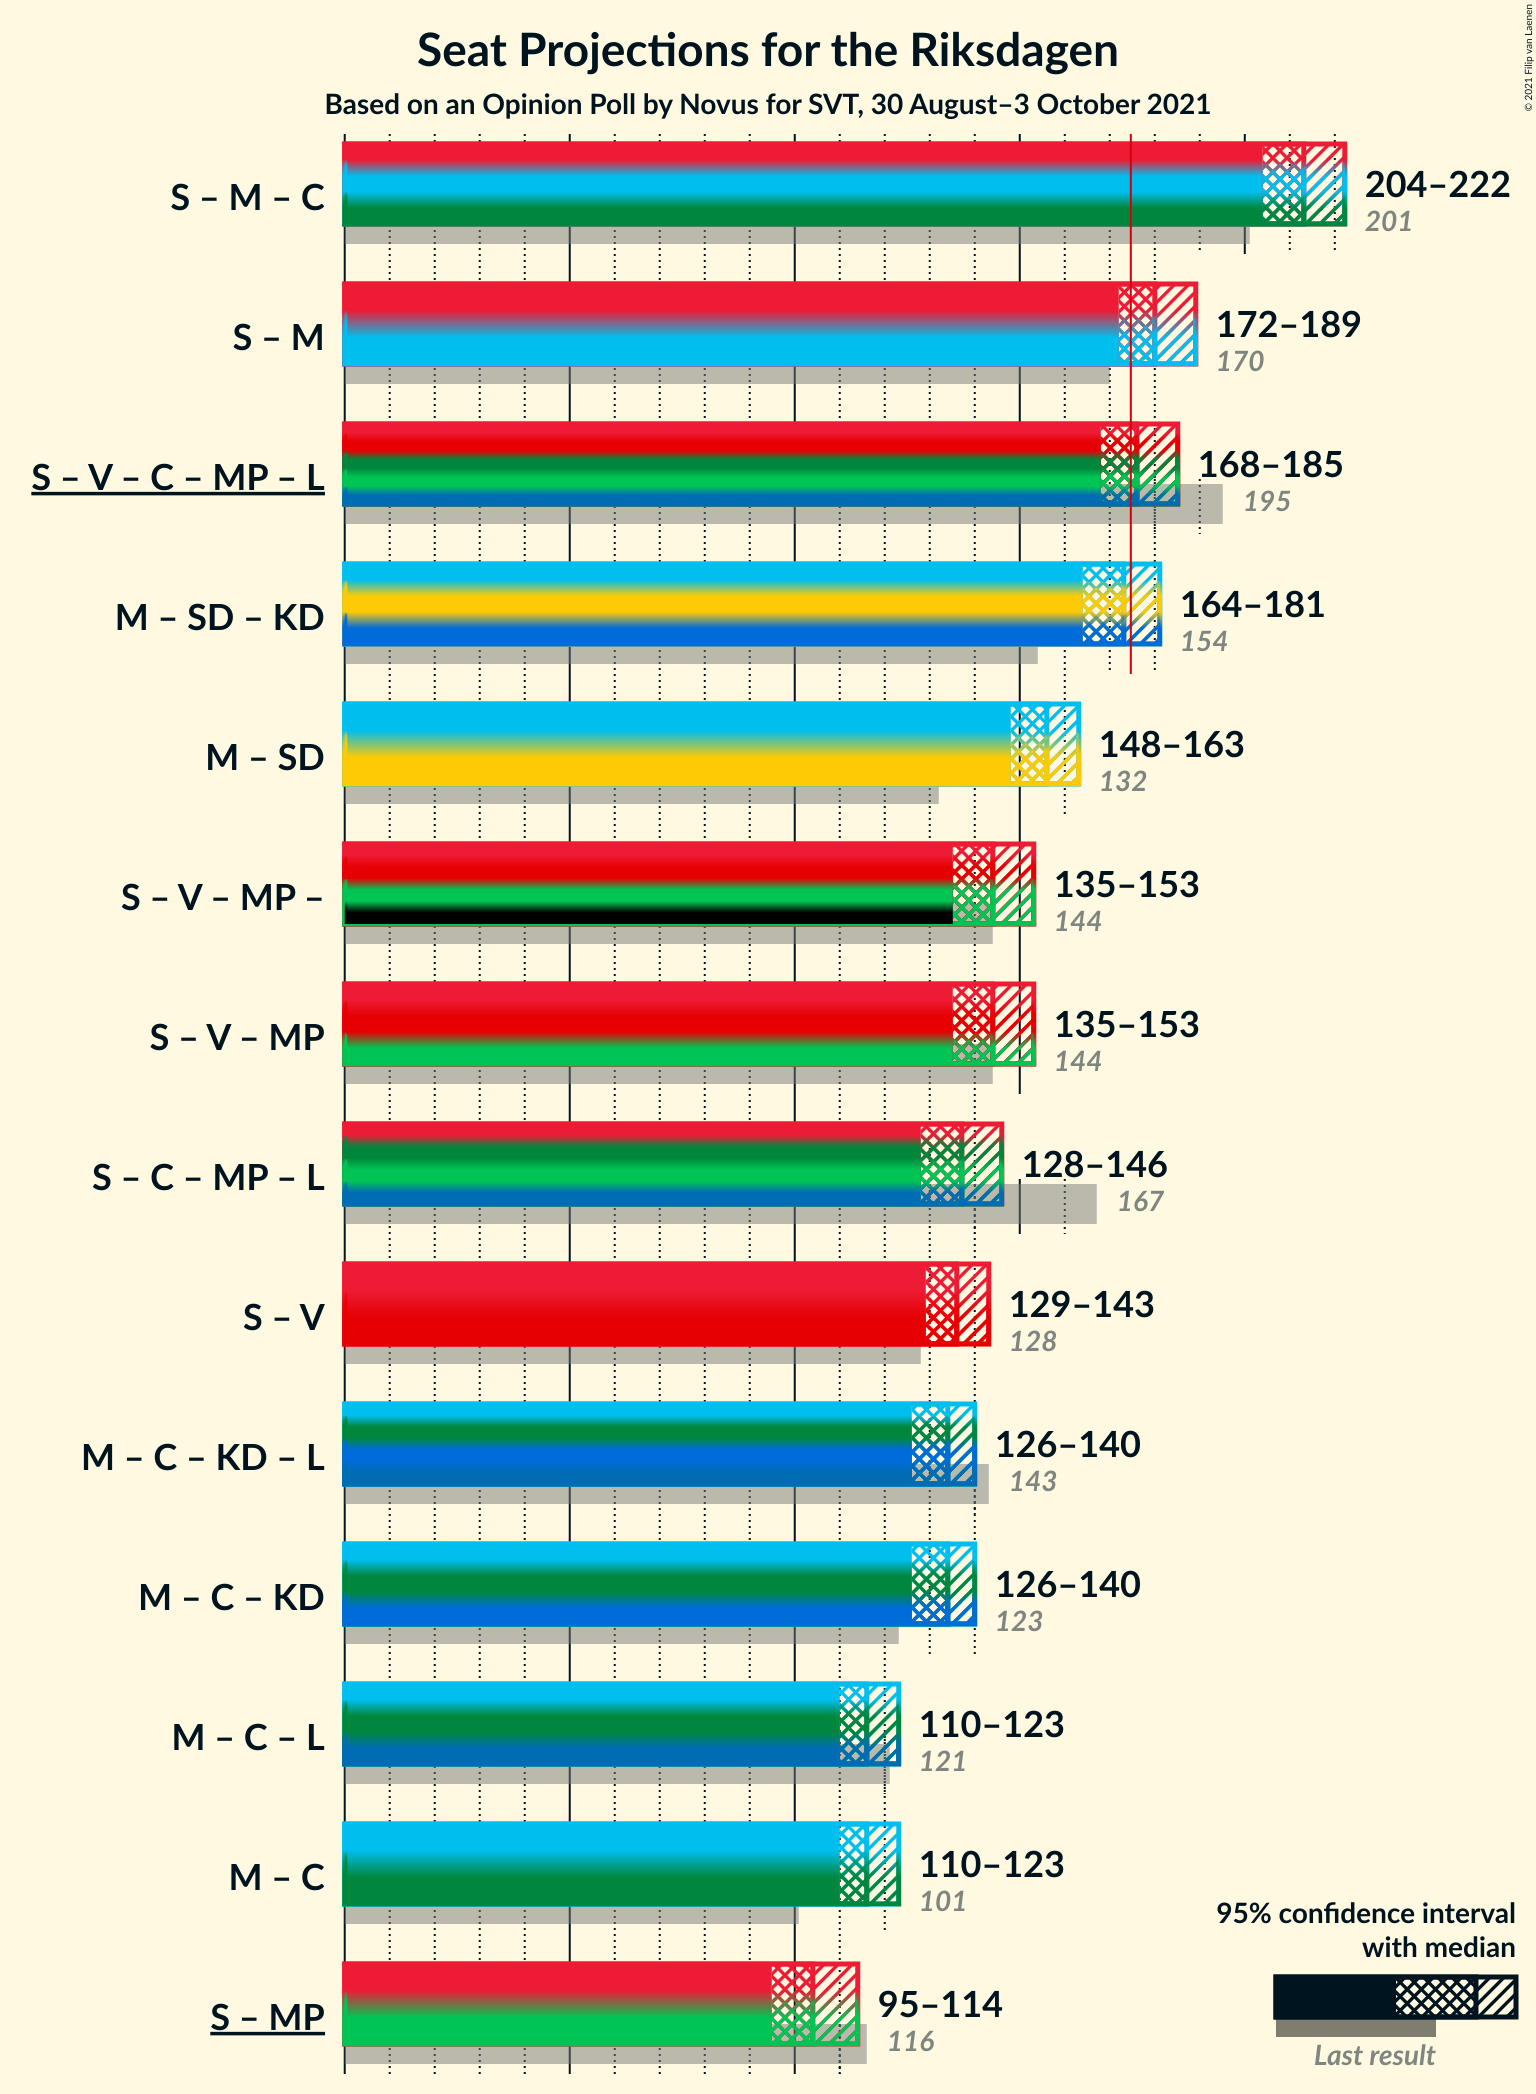 Seat Projections for the Riksdagen
Based on an Opinion Poll by Novus for SVT, 30 August–3 October 2021
© 2021 Filip van Laenen
S – M – C
204–222
201
S – M
172–189
170
S – V – C – MP – L
168–185
195
M – SD – KD
164–181
154
M – SD
148–163
132
S – V – MP –
135–153
144
S – V – MP
135–153
144
S – C – MP – L
128–146
167
S – V
129–143
128
M – C – KD – L
126–140
143
M – C – KD
126–140
123
M – C – L
110–123
121
M – C
110–123
101
S – MP
95–114
116
95% confidence interval
with median
Last result